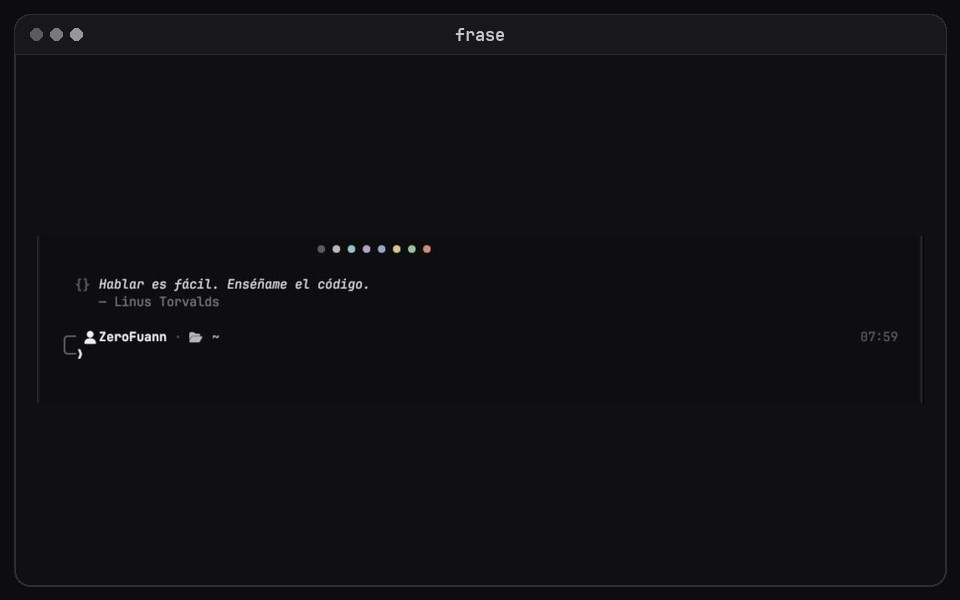 frase
{} Hablar es fácil. Enséñame el código.
— Linus Torvalds
ZeroFuann · ~ 07:59
❯